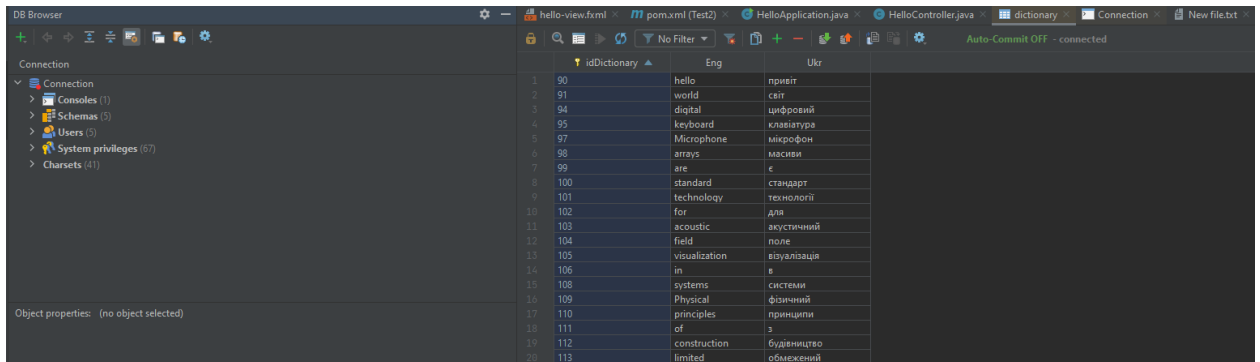 DB Browser
hello-view.fxml pom.xml (Test2) HelloApplication.java HelloController.java dictionary Connection New file.txt
No Filter Auto-Commit OFF - connected
Connection
Connection
Consoles (1)
Schemas (5)
Users (5)
System privileges (67)
Charsets (41)
Object properties: (no object selected)
idDictionary Eng Ukr
1 90 hello привіт
2 91 world світ
3 94 digital цифровий
4 95 keyboard клавіатура
5 97 Microphone мікрофон
6 98 arrays масиви
7 99 are є
8 100 standard стандарт
9 101 technology технології
10 102 for для
11 103 acoustic акустичний
12 104 field поле
13 105 visualization візуалізація
14 106 in в
15 108 systems системи
16 109 Physical фізичний
17 110 principles принципи
18 111 of з
19 112 construction будівництво
20 113 limited обмежений